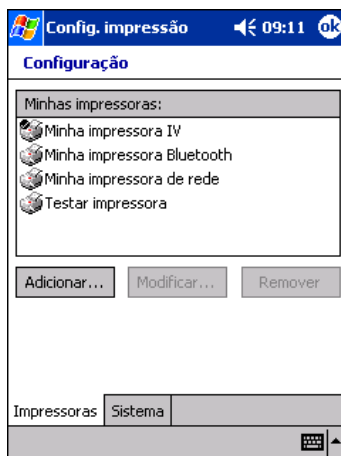 Config. impressão 09:11 ok
Configuração
Minhas impressoras:
Minha impressora IV
Minha impressora Bluetooth
Minha impressora de rede
Testar impressora
Adicionar... Modificar... Remover
Impressoras Sistema